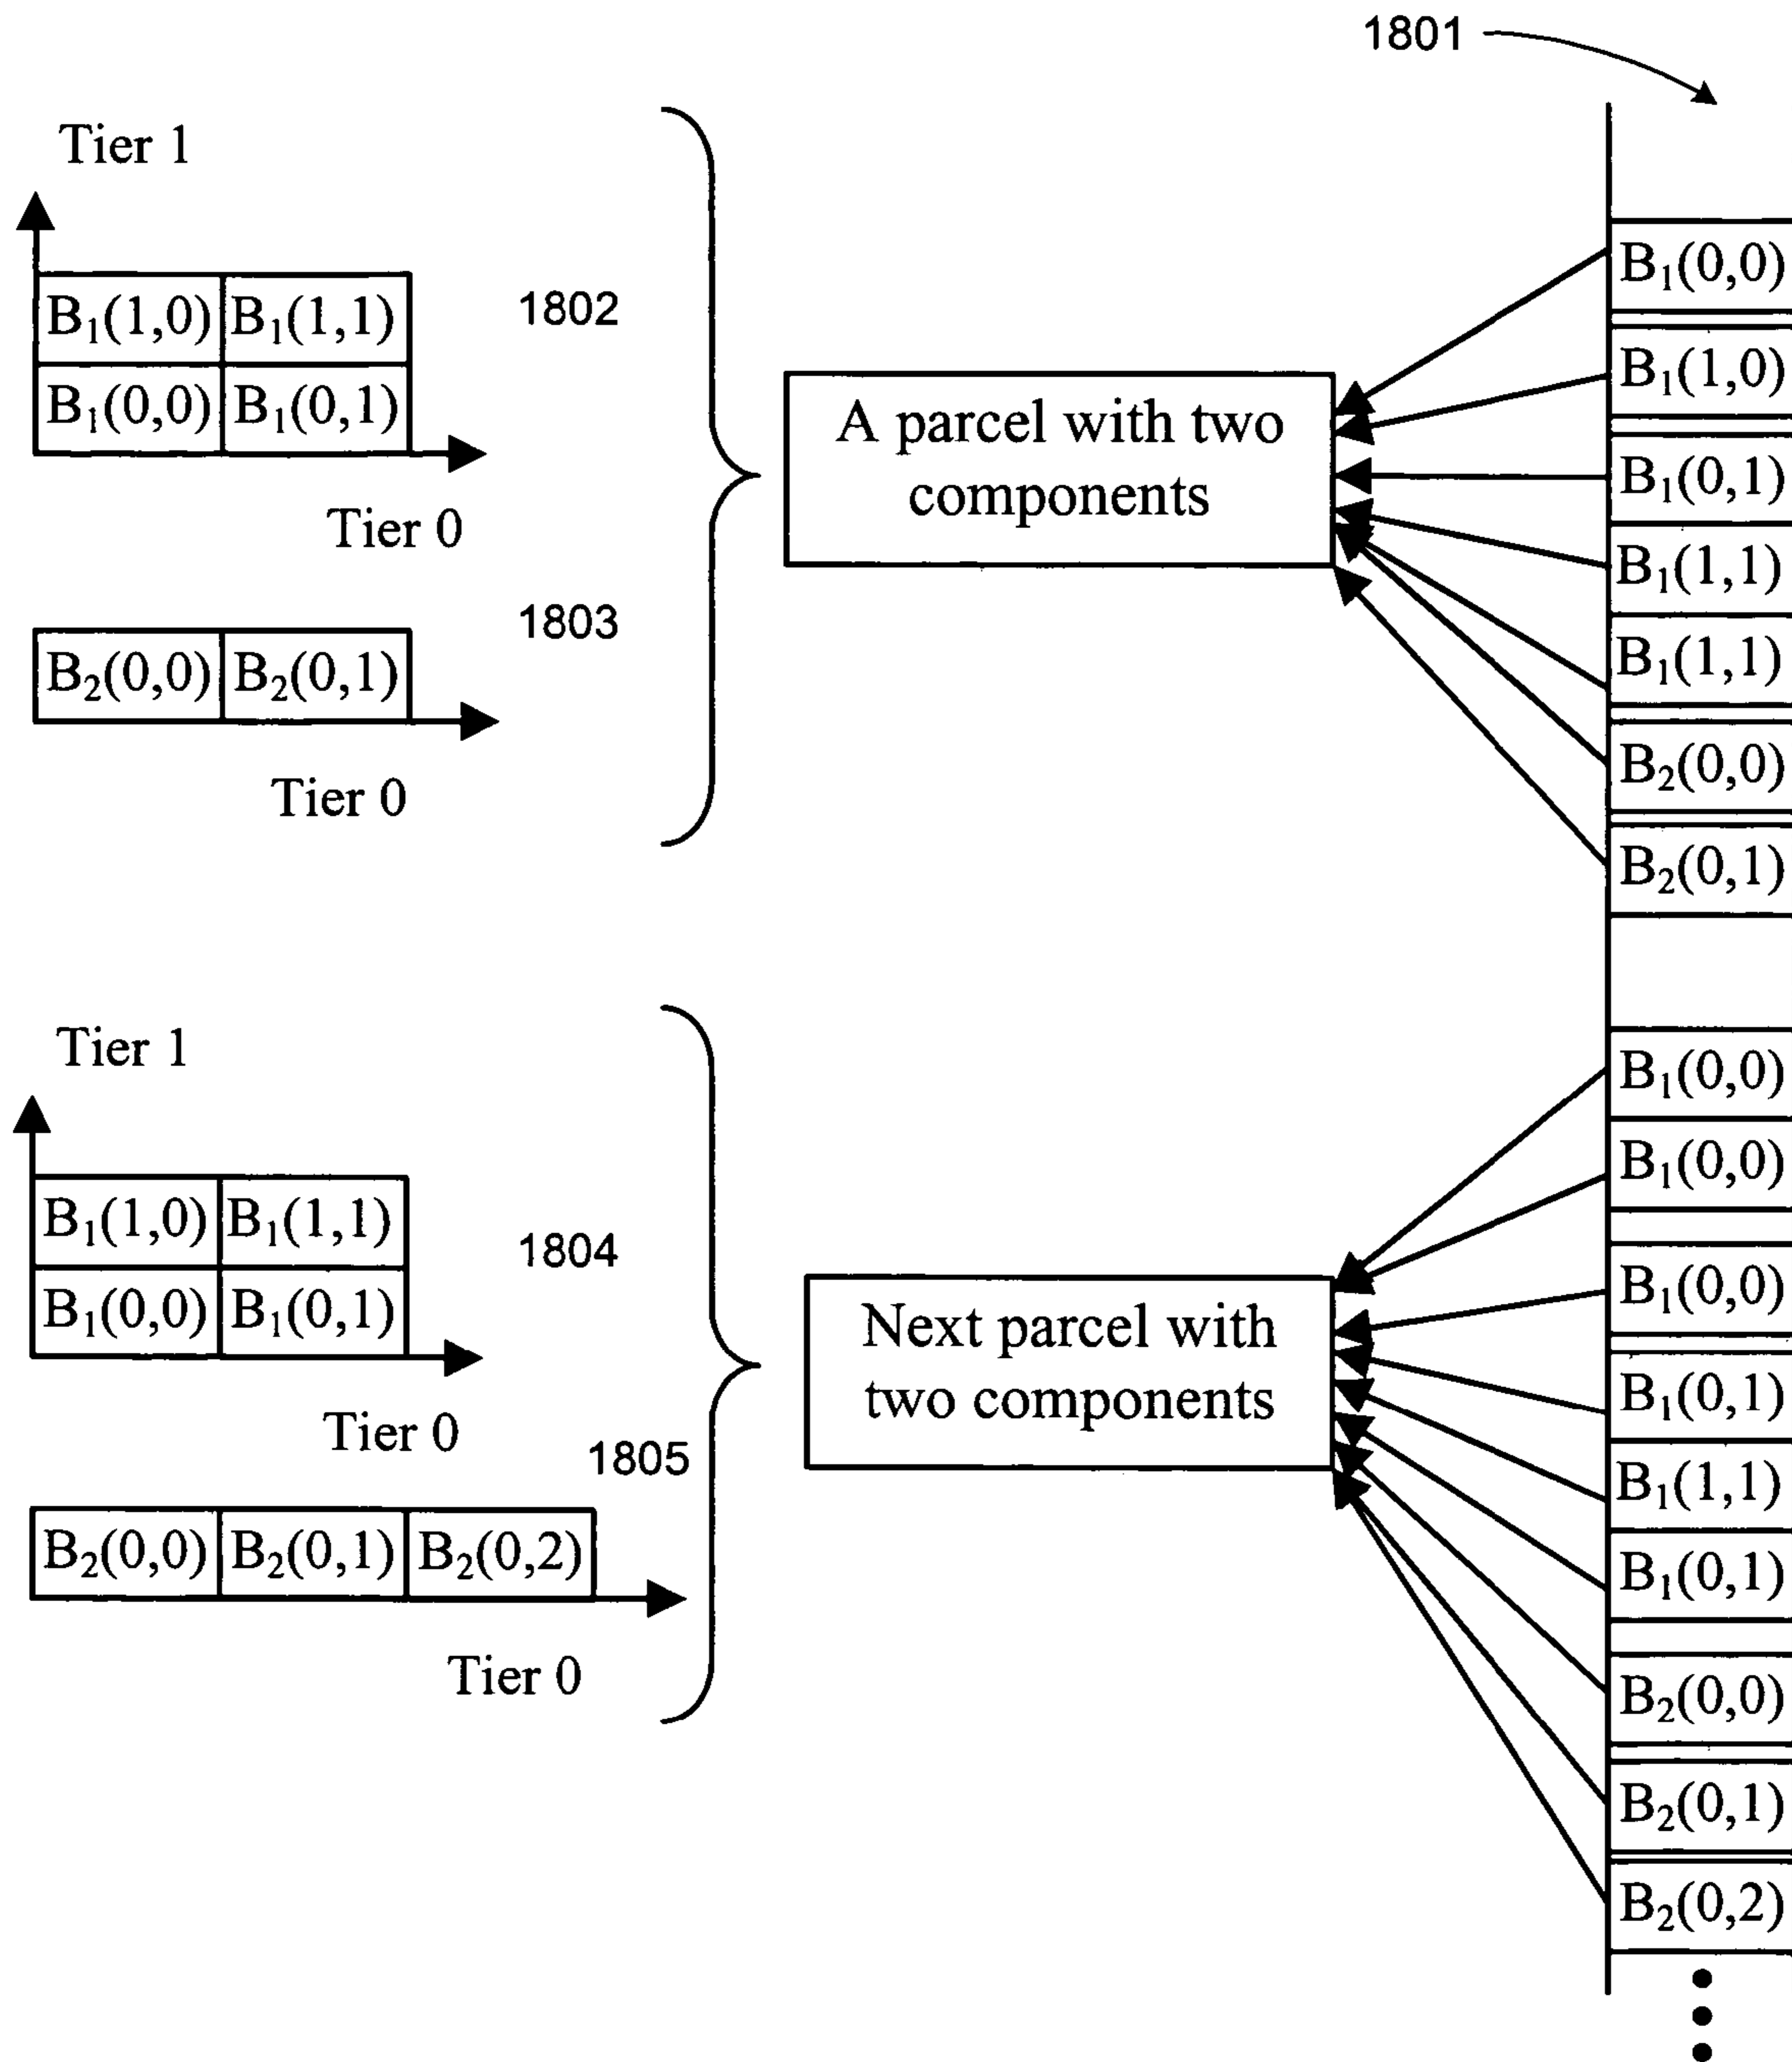 1801
Tier 1
B₁(1,0) B₁(1,1)
B₁(0,0) B₁(0,1)
Tier 0
1802
B₂(0,0) B₂(0,1)
Tier 0
1803
A parcel with two
components
B₁(0,0)
B₁(1,0)
B₁(0,1)
B₁(1,1)
B₁(1,1)
B₂(0,0)
B₂(0,1)
Tier 1
B₁(1,0) B₁(1,1)
B₁(0,0) B₁(0,1)
Tier 0
1804
B₂(0,0) B₂(0,1) B₂(0,2)
Tier 0
1805
Next parcel with
two components
B₁(0,0)
B₁(0,0)
B₁(0,0)
B₁(0,1)
B₁(1,1)
B₁(0,1)
B₂(0,0)
B₂(0,1)
B₂(0,2)